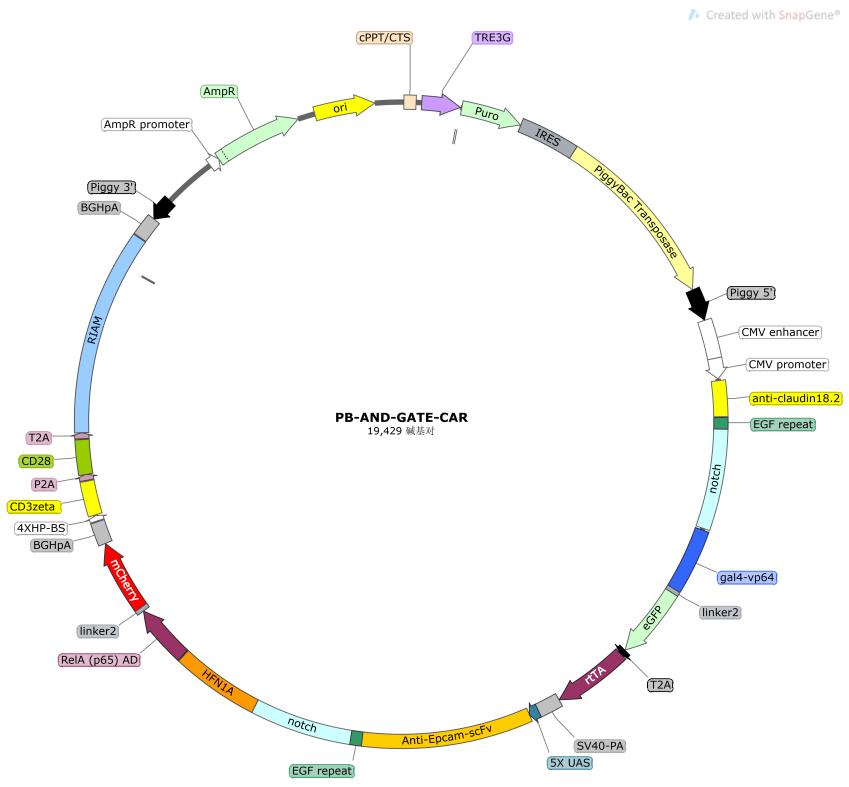 Created with SnapGene®
cPPT/CTS
TRE3G
AmpR
ori
Puro
AmpR promoter
IRES
PiggyBac Transposase
Piggy 3'
BGHpA
Piggy 5'
CMV enhancer
RIAM
CMV promoter
anti-claudin18.2
PB-AND-GATE-CAR
19,429 碱基对
EGF repeat
T2A
CD28
notch
P2A
CD3zeta
4XHP-BS
BGHpA
mCherry
gal4-vp64
linker2
eGFP
linker2
RelA (p65) AD
rtTA
T2A
HFN1A
notch
Anti-Epcam-scFv
SV40-PA
5X UAS
EGF repeat